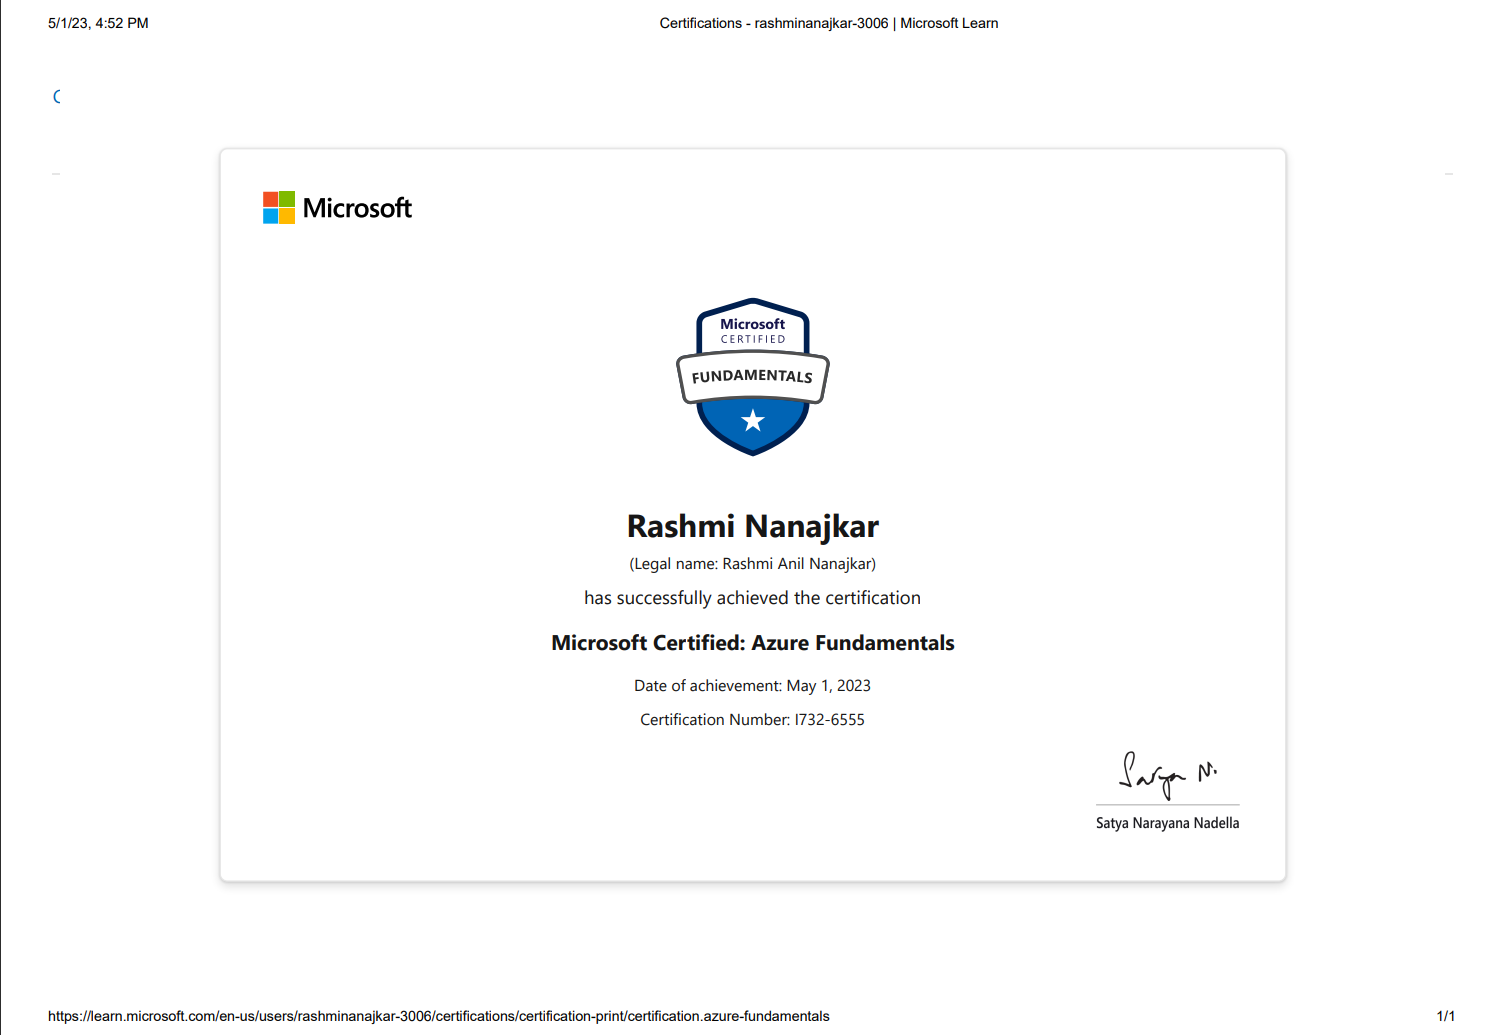 5/1/23, 4:52 PM
Certifications - rashminanajkar-3006 | Microsoft Learn
Microsoft
Microsoft
CERTIFIED
FUNDAMENTALS
Rashmi Nanajkar
(Legal name: Rashmi Anil Nanajkar)
has successfully achieved the certification
Microsoft Certified: Azure Fundamentals
Date of achievement: May 1, 2023
Certification Number: I732-6555
Satya N.
Satya Narayana Nadella
https://learn.microsoft.com/en-us/users/rashminanajkar-3006/certifications/certification-print/certification.azure-fundamentals
1/1